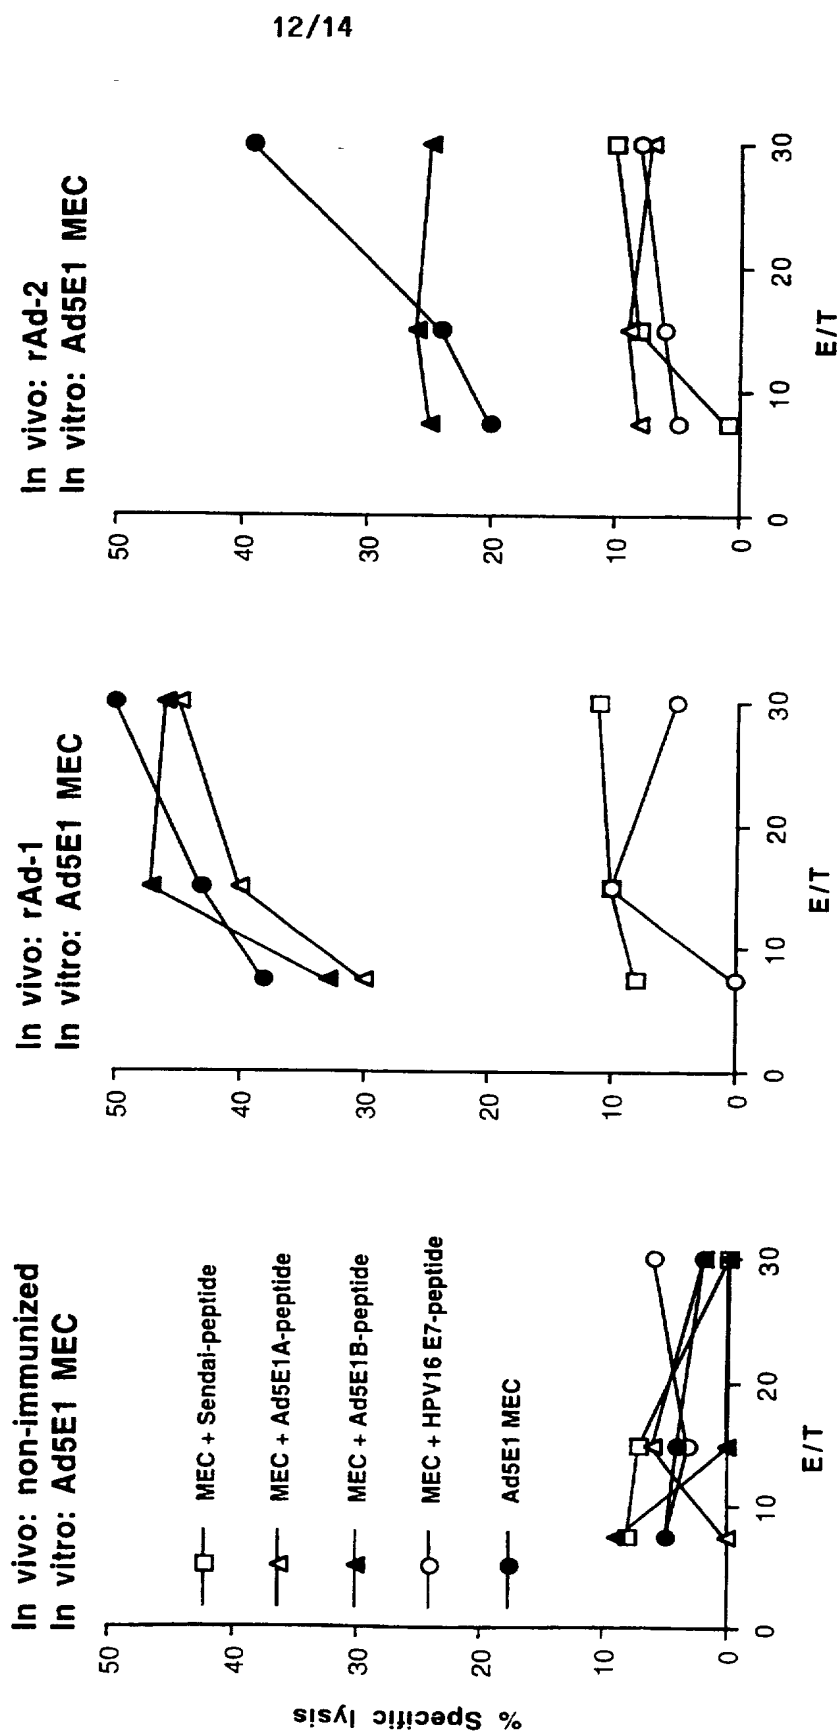 12/14
In vivo: non-immunized
In vitro: Ad5E1 MEC
% Specific lysis
50
40
30
20
10
0
0
10
20
30
E/T
MEC + Sendai-peptide
MEC + Ad5E1A-peptide
MEC + Ad5E1B-peptide
MEC + HPV16 E7-peptide
Ad5E1 MEC
In vivo: rAd-1
In vitro: Ad5E1 MEC
50
40
30
20
10
0
0
10
20
30
E/T
In vivo: rAd-2
In vitro: Ad5E1 MEC
50
40
30
20
10
0
0
10
20
30
E/T